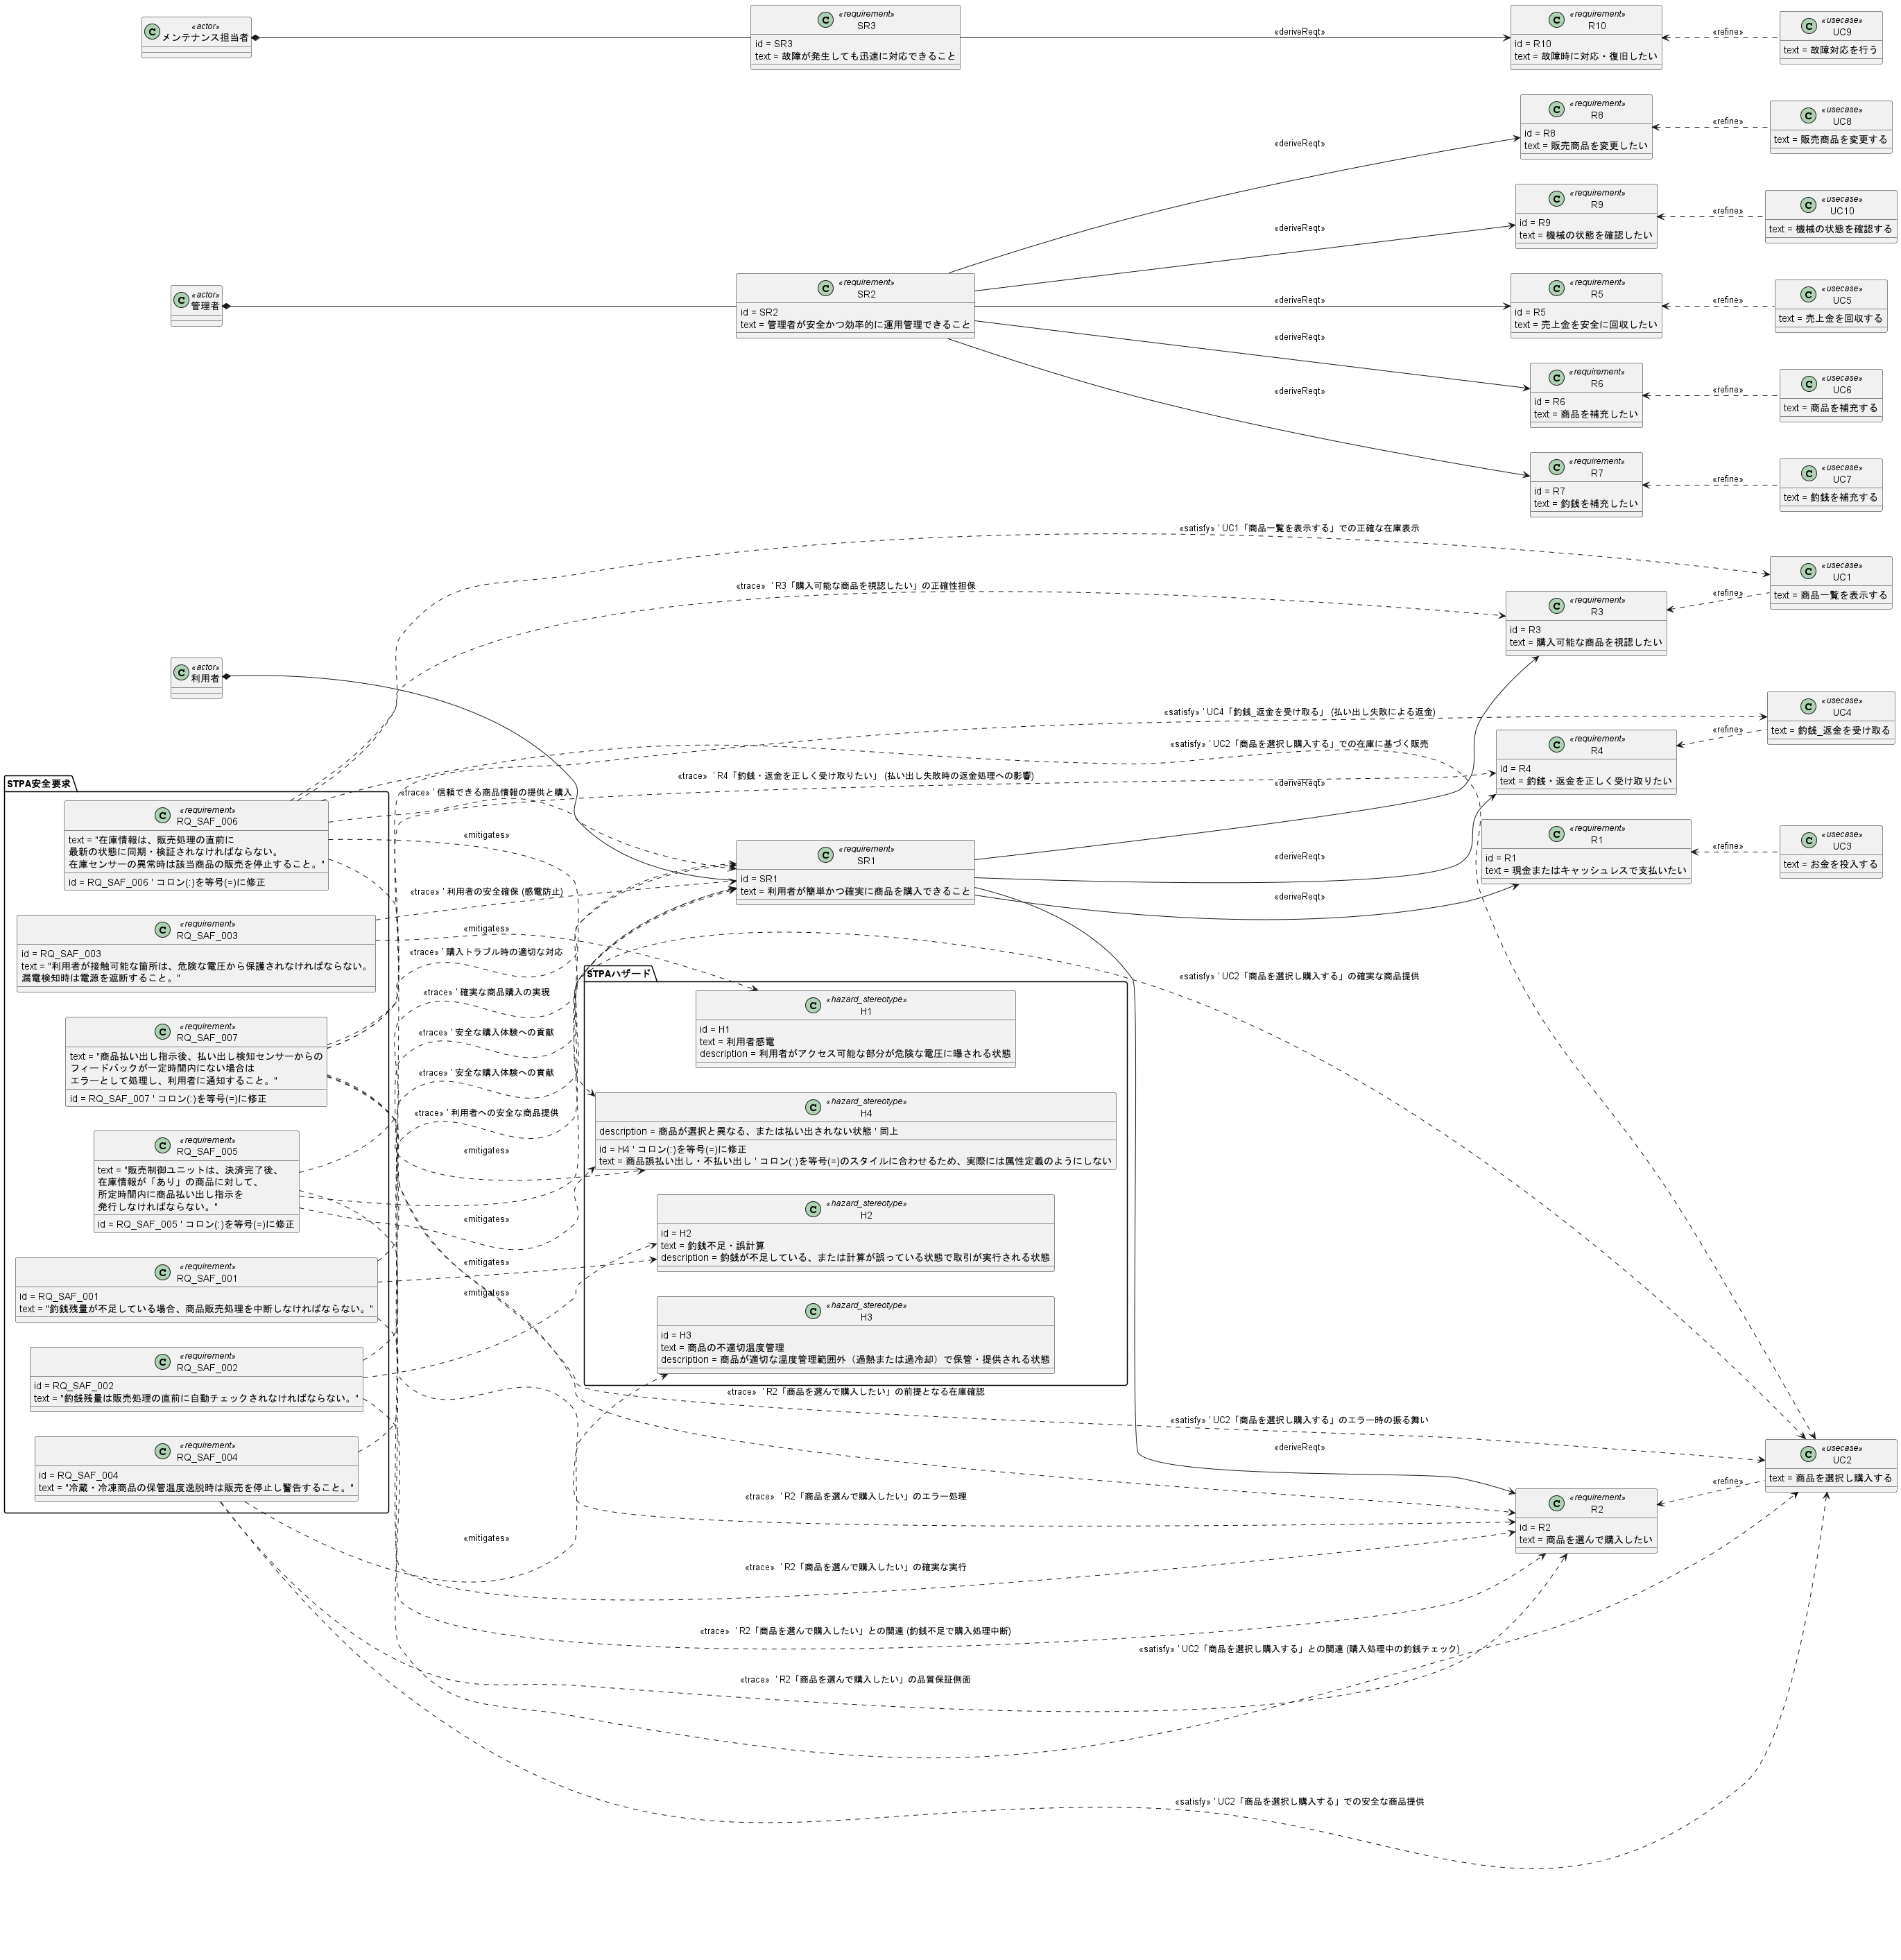 «actor»
メンテナンス担当者
«requirement»
SR3
id = SR3
text = 故障が発生しても迅速に対応できること
«deriveReqt»
«requirement»
R10
id = R10
text = 故障時に対応・復旧したい
«refine»
«usecase»
UC9
text = 故障対応を行う
«requirement»
R8
id = R8
text = 販売商品を変更したい
«refine»
«usecase»
UC8
text = 販売商品を変更する
«deriveReqt»
«requirement»
R9
id = R9
text = 機械の状態を確認したい
«refine»
«usecase»
UC10
text = 機械の状態を確認する
«deriveReqt»
«actor»
管理者
«requirement»
SR2
id = SR2
text = 管理者が安全かつ効率的に運用管理できること
«deriveReqt»
«requirement»
R5
id = R5
text = 売上金を安全に回収したい
«refine»
«usecase»
UC5
text = 売上金を回収する
«deriveReqt»
«requirement»
R6
id = R6
text = 商品を補充したい
«refine»
«usecase»
UC6
text = 商品を補充する
«deriveReqt»
«requirement»
R7
id = R7
text = 釣銭を補充したい
«refine»
«usecase»
UC7
text = 釣銭を補充する
«satisfy» ' UC1「商品一覧を表示する」での正確な在庫表示
«usecase»
UC1
text = 商品一覧を表示する
«trace» ' R3「購入可能な商品を視認したい」の正確性担保
«requirement»
R3
id = R3
text = 購入可能な商品を視認したい
«refine»
«actor»
利用者
«satisfy» ' UC4「釣銭_返金を受け取る」 (払い出し失敗による返金)
«usecase»
UC4
text = 釣銭_返金を受け取る
«refine»
«requirement»
R4
id = R4
text = 釣銭・返金を正しく受け取りたい
«satisfy» ' UC2「商品を選択し購入する」での在庫に基づく販売
«trace» ' R4「釣銭・返金を正しく受け取りたい」 (払い出し失敗時の返金処理への影響)
«deriveReqt»
STPA安全要求
«requirement»
RQ_SAF_006
text = "在庫情報は、販売処理の直前に
最新の状態に同期・検証されなければならない。
在庫センサーの異常時は該当商品の販売を停止すること。"
id = RQ_SAF_006 ' コロン(:)を等号(=)に修正
«trace» ' 信頼できる商品情報の提供と購入
«mitigates»
«requirement»
SR1
id = SR1
text = 利用者が簡単かつ確実に商品を購入できること
«deriveReqt»
«deriveReqt»
«requirement»
R1
id = R1
text = 現金またはキャッシュレスで支払いたい
«refine»
«usecase»
UC3
text = お金を投入する
«requirement»
RQ_SAF_003
id = RQ_SAF_003
text = "利用者が接触可能な箇所は、危険な電圧から保護されなければならない。
漏電検知時は電源を遮断すること。"
«trace» ' 利用者の安全確保 (感電防止)
«mitigates»
«trace» ' 購入トラブル時の適切な対応
«satisfy» ' UC2「商品を選択し購入する」の確実な商品提供
STPAハザード
«hazard_stereotype»
H1
id = H1
text = 利用者感電
description = 利用者がアクセス可能な部分が危険な電圧に曝される状態
«requirement»
RQ_SAF_007
text = "商品払い出し指示後、払い出し検知センサーからの
フィードバックが一定時間内にない場合は
エラーとして処理し、利用者に通知すること。"
id = RQ_SAF_007 ' コロン(:)を等号(=)に修正
«trace» ' 確実な商品購入の実現
«trace» ' 安全な購入体験への貢献
«trace» ' 安全な購入体験への貢献
«trace» ' 利用者への安全な商品提供
«mitigates»
«hazard_stereotype»
H4
description = 商品が選択と異なる、または払い出されない状態 ' 同上
id = H4 ' コロン(:)を等号(=)に修正
text = 商品誤払い出し・不払い出し ' コロン(:)を等号(=)のスタイルに合わせるため、実際には属性定義のようにしない
«requirement»
RQ_SAF_005
text = "販売制御ユニットは、決済完了後、
在庫情報が「あり」の商品に対して、
所定時間内に商品払い出し指示を
発行しなければならない。"
id = RQ_SAF_005 ' コロン(:)を等号(=)に修正
«mitigates»
«hazard_stereotype»
H2
id = H2
text = 釣銭不足・誤計算
description = 釣銭が不足している、または計算が誤っている状態で取引が実行される状態
«requirement»
RQ_SAF_001
id = RQ_SAF_001
text = "釣銭残量が不足している場合、商品販売処理を中断しなければならない。"
«mitigates»
«mitigates»
«hazard_stereotype»
H3
id = H3
text = 商品の不適切温度管理
description = 商品が適切な温度管理範囲外（過熱または過冷却）で保管・提供される状態
«requirement»
RQ_SAF_002
id = RQ_SAF_002
text = "釣銭残量は販売処理の直前に自動チェックされなければならない。"
«trace» ' R2「商品を選んで購入したい」の前提となる在庫確認
«satisfy» ' UC2「商品を選択し購入する」のエラー時の振る舞い
«deriveReqt»
«requirement»
RQ_SAF_004
id = RQ_SAF_004
text = "冷蔵・冷凍商品の保管温度逸脱時は販売を停止し警告すること。"
«usecase»
UC2
text = 商品を選択し購入する
«refine»
«requirement»
R2
id = R2
text = 商品を選んで購入したい
«trace» ' R2「商品を選んで購入したい」のエラー処理
«mitigates»
«trace» ' R2「商品を選んで購入したい」の確実な実行
«trace» ' R2「商品を選んで購入したい」との関連 (釣銭不足で購入処理中断)
«satisfy» ' UC2「商品を選択し購入する」との関連 (購入処理中の釣銭チェック)
«trace» ' R2「商品を選んで購入したい」の品質保証側面
«satisfy» ' UC2「商品を選択し購入する」での安全な商品提供